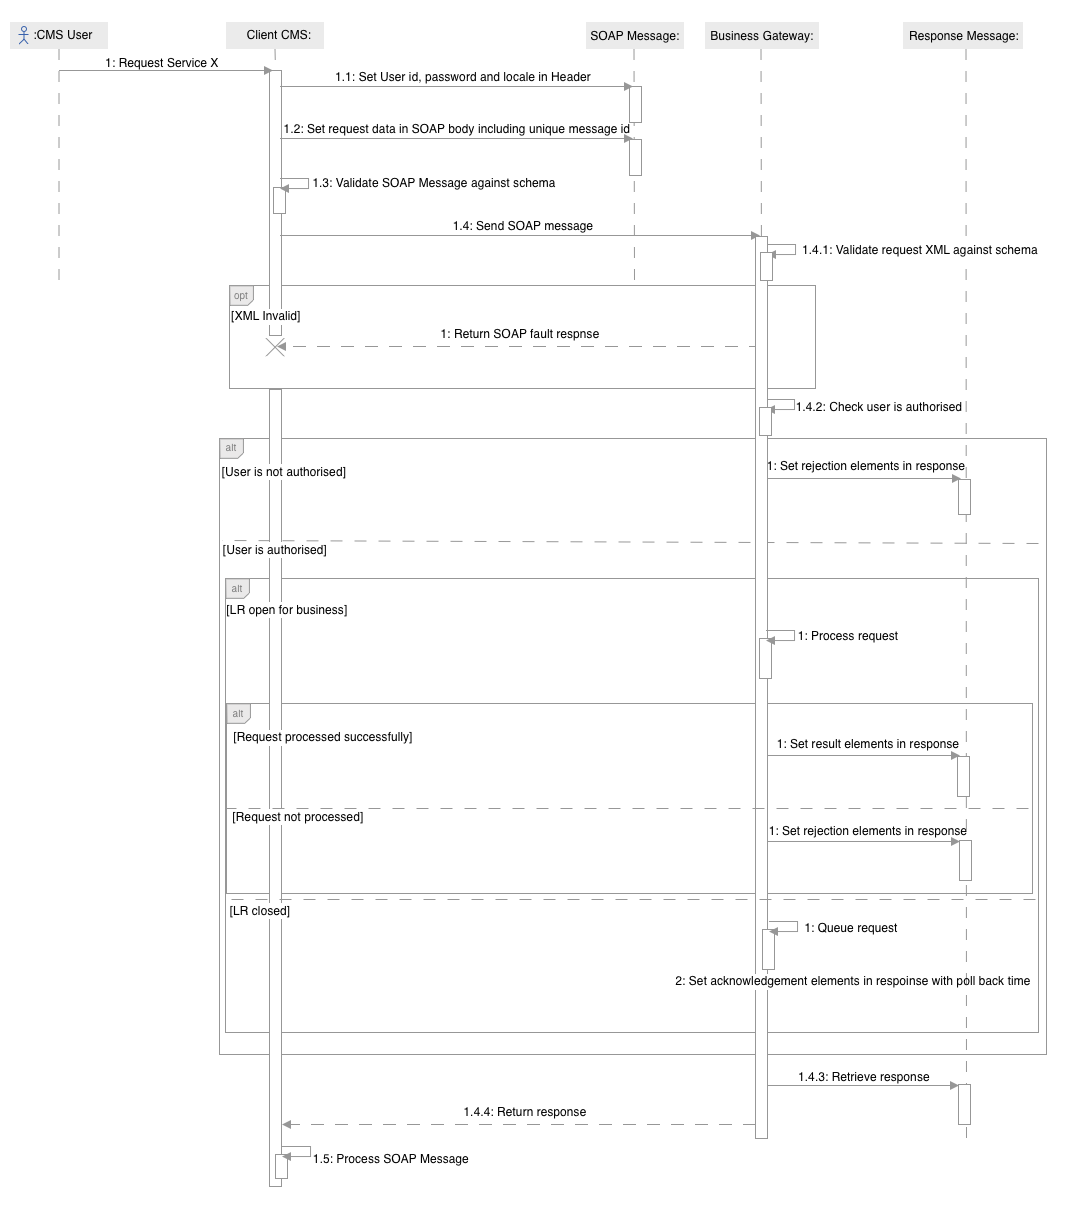 :CMS User
Client CMS:
SOAP Message:
Business Gateway:
Response Message:
1: Request Service X
1.1: Set User id, password and locale in Header
1.2: Set request data in SOAP body including unique message id
1.3: Validate SOAP Message against schema
1.4: Send SOAP message
1.4.1: Validate request XML against schema
opt
[XML Invalid]
1: Return SOAP fault respnse
1.4.2: Check user is authorised
alt
[User is not authorised]
1: Set rejection elements in response
[User is authorised]
alt
[LR open for business]
1: Process request
alt
[Request processed successfully]
1: Set result elements in response
[Request not processed]
1: Set rejection elements in response
[LR closed]
1: Queue request
2: Set acknowledgement elements in respoinse with poll back time
1.4.3: Retrieve response
1.4.4: Return response
1.5: Process SOAP Message